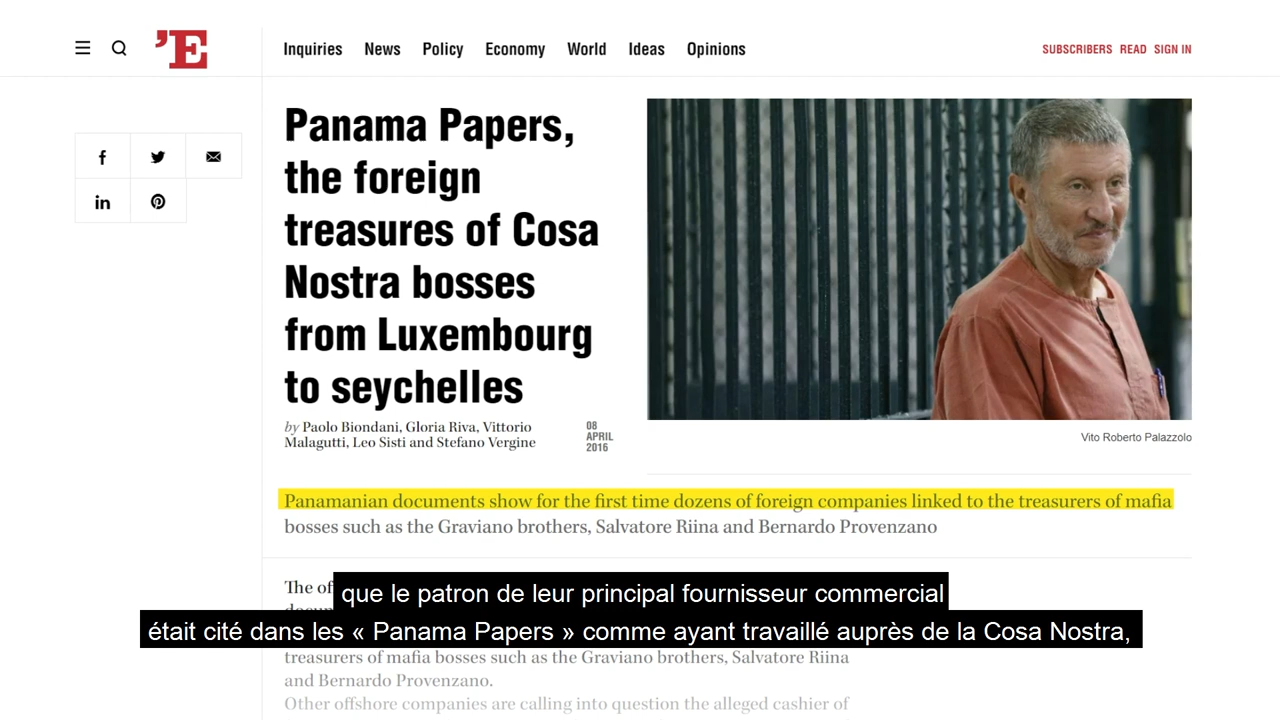 'E
Inquiries News Policy Economy World Ideas Opinions
SUBSCRIBERS READ SIGN IN
Panama Papers,
the foreign
treasures of Cosa
Nostra bosses
from Luxembourg
to seychelles
by Paolo Biondani, Gloria Riva, Vittorio
Malagutti, Leo Sisti and Stefano Vergine
08
APRIL
2016
Vito Roberto Palazzolo
Panamanian documents show for the first time dozens of foreign companies linked to the treasurers of mafia
bosses such as the Graviano brothers, Salvatore Riina and Bernardo Provenzano
The
que le patron de leur principal fournisseur commercial
était cité dans les « Panama Papers » comme ayant travaillé auprès de la Cosa Nostra,
treasurers of mafia bosses such as the Graviano brothers, Salvatore Riina
and Bernardo Provenzano.
Other offshore companies are calling into question the alleged cashier of